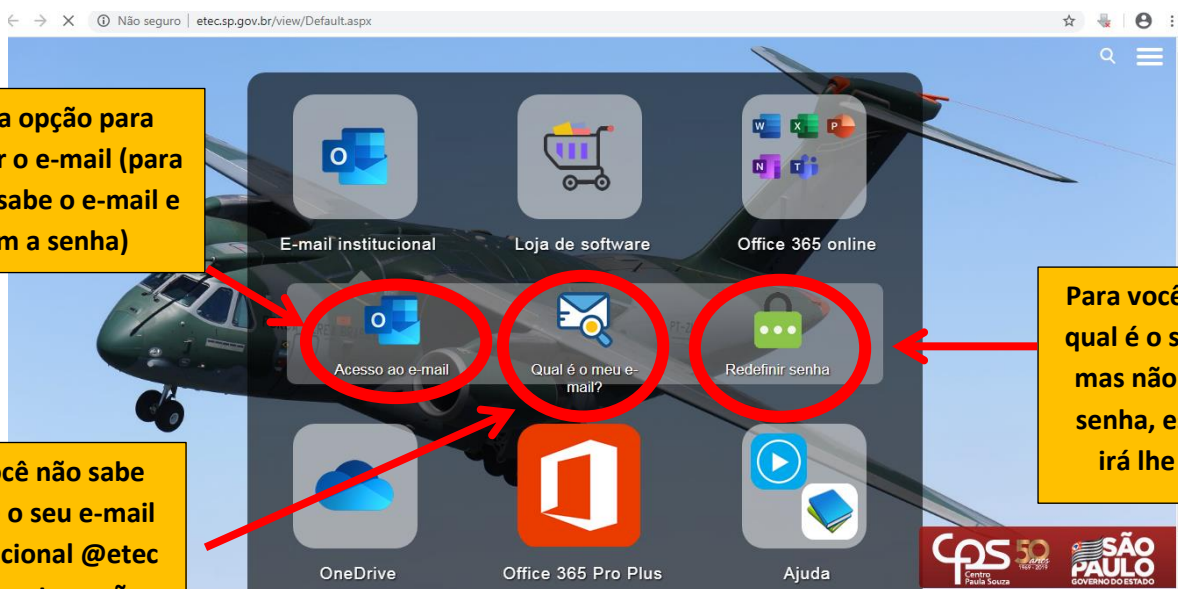 Não seguro | etec.sp.gov.br/view/Default.aspx
a opção para
r o e-mail (para
sabe o e-mail e
m a senha)
E-mail institucional
Loja de software
Office 365 online
Acesso ao e-mail
Qual é o meu e-
mail?
Redefinir senha
Para você
qual é o s
mas não
senha, e
irá lhe
cê não sabe
o seu e-mail
cional @etec
OneDrive
Office 365 Pro Plus
Ajuda
CPS 50 anos
1969 - 2019
Centro
Paula Souza
SÃO
PAULO
GOVERNO DO ESTADO